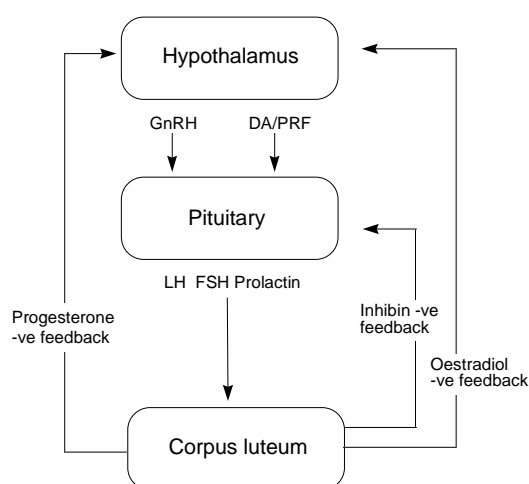 Hypothalamus
GnRH DA/PRF
Pituitary
LH FSH Prolactin
Progesterone
-ve feedback
Inhibin -ve
feedback
Oestradiol
-ve feedback
Corpus luteum